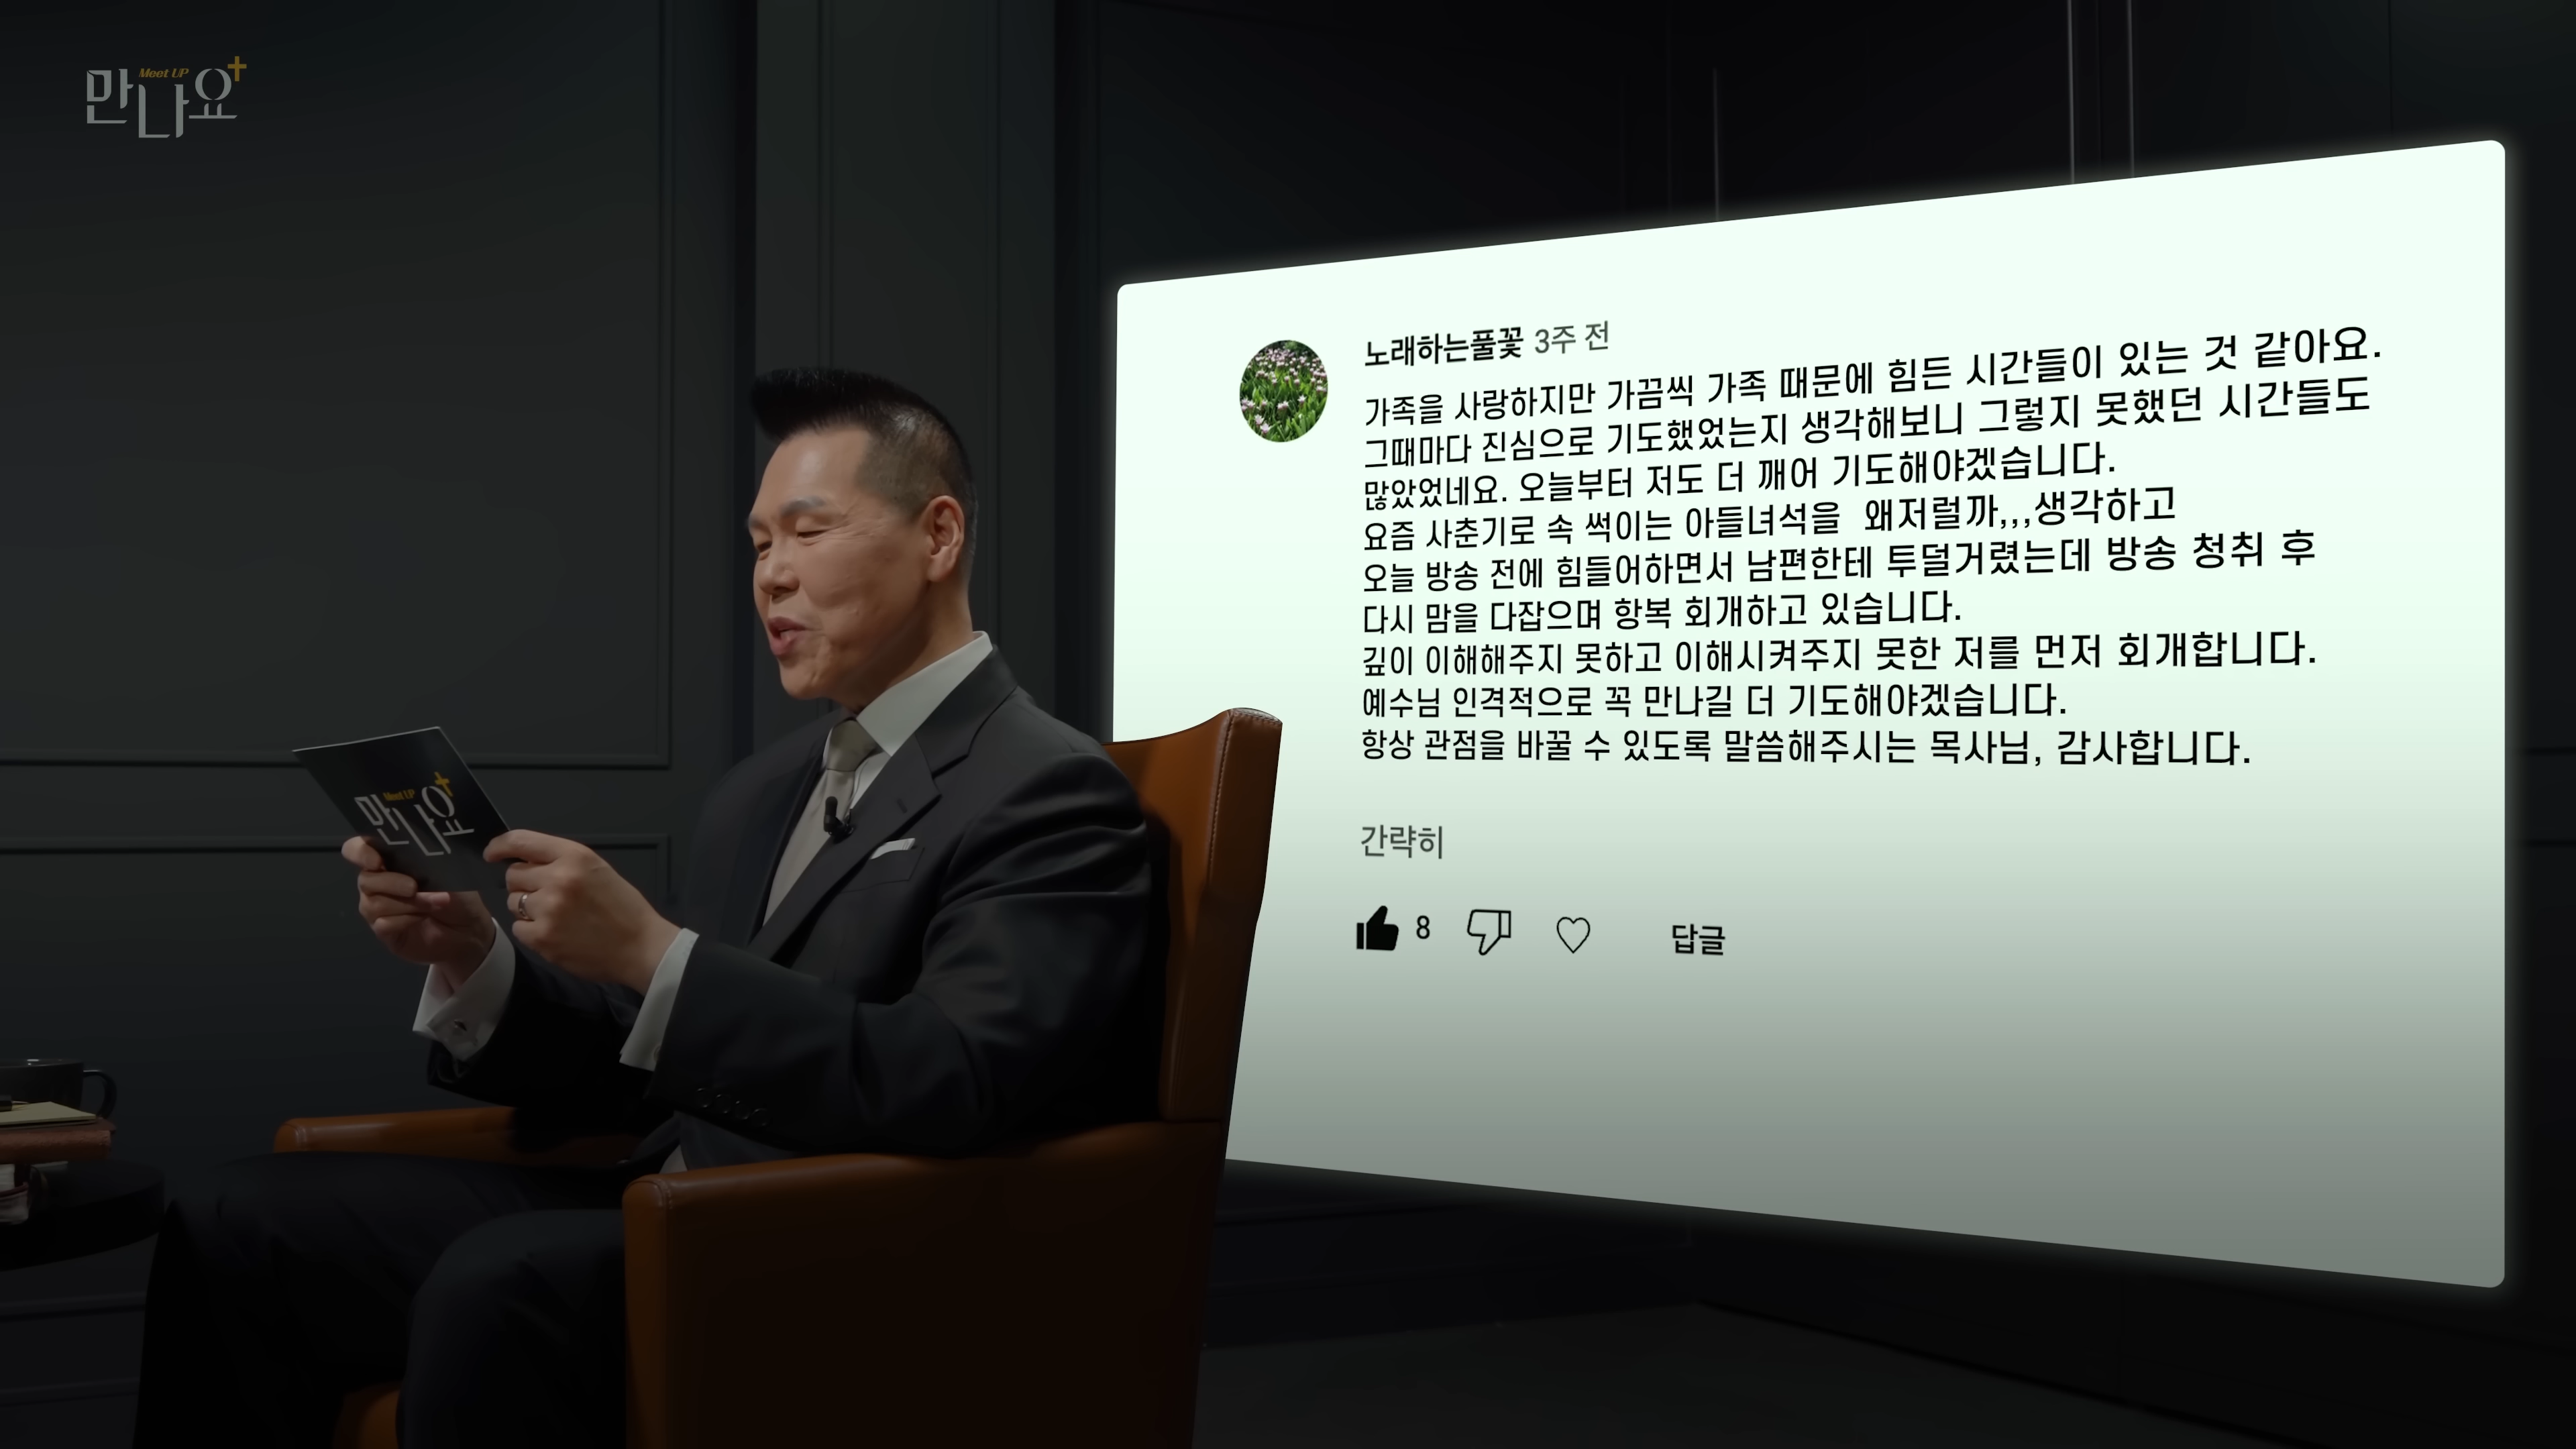 만나요
Meet UP
노래하는풀꽃 3주 전
가족을 사랑하지만 가끔씩 가족 때문에 힘든 시간들이 있는 것 같아요.
그때마다 진심으로 기도했었는지 생각해보니 그렇지 못했던 시간들도
많았었네요. 오늘부터 저도 더 깨어 기도해야겠습니다.
요즘 사춘기로 속 썩이는 아들녀석을  왜저럴까,,,생각하고
오늘 방송 전에 힘들어하면서 남편한테 투덜거렸는데 방송 청취 후
다시 맘을 다잡으며 항복 회개하고 있습니다.
깊이 이해해주지 못하고 이해시켜주지 못한 저를 먼저 회개합니다.
예수님 인격적으로 꼭 만나길 더 기도해야겠습니다.
항상 관점을 바꿀 수 있도록 말씀해주시는 목사님, 감사합니다.
간략히
8 답글
Meet UP
만나요